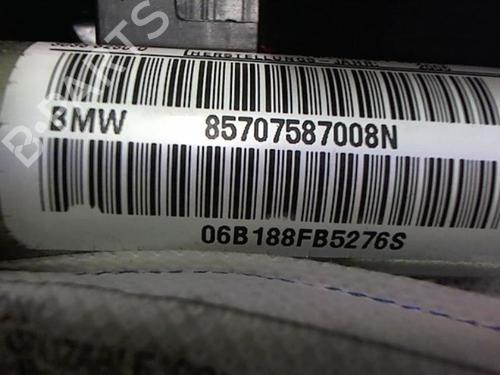 HERSTELLUNGS - JAHR:
BMW 85707587008N
06B188FB5276S
B-PARTS